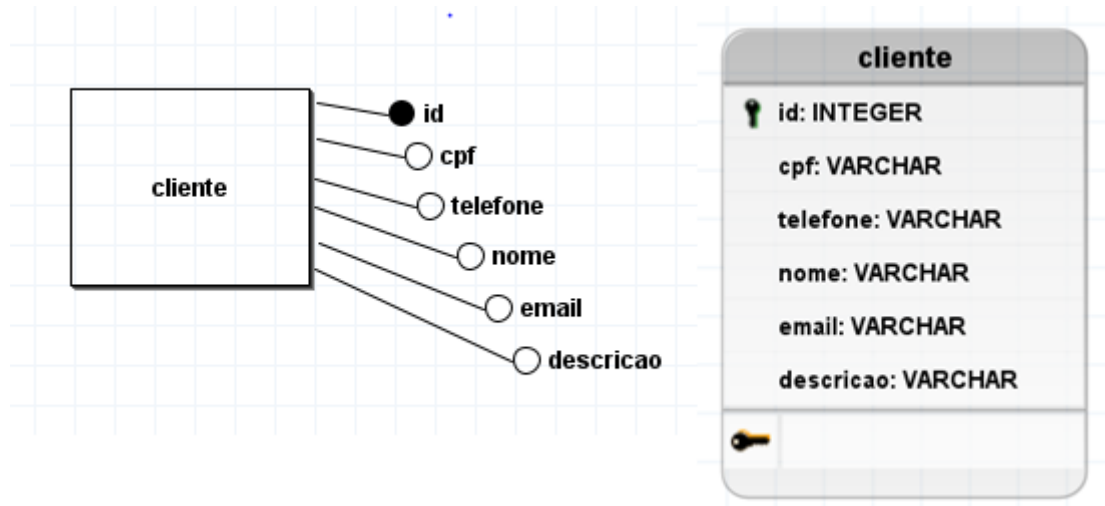 cliente
id
cpf
telefone
nome
email
descricao
cliente
id: INTEGER
cpf: VARCHAR
telefone: VARCHAR
nome: VARCHAR
email: VARCHAR
descricao: VARCHAR